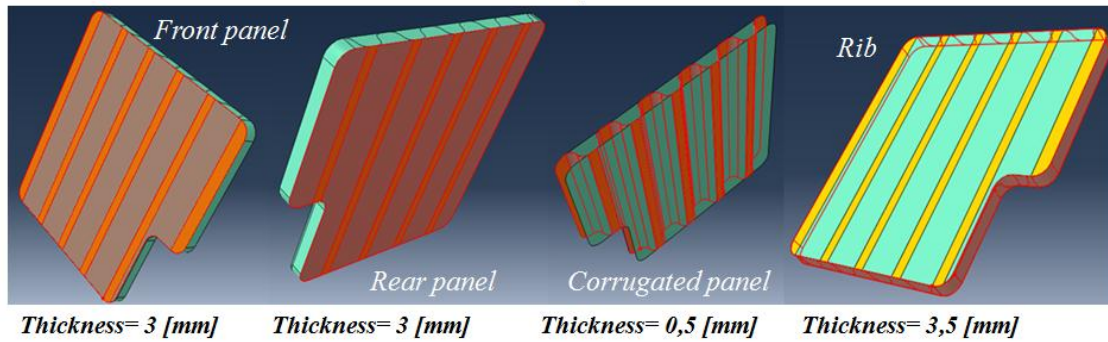 Front panel
Rear panel
Corrugated panel
Rib
Thickness= 3 [mm]
Thickness= 3 [mm]
Thickness= 0,5 [mm]
Thickness= 3,5 [mm]